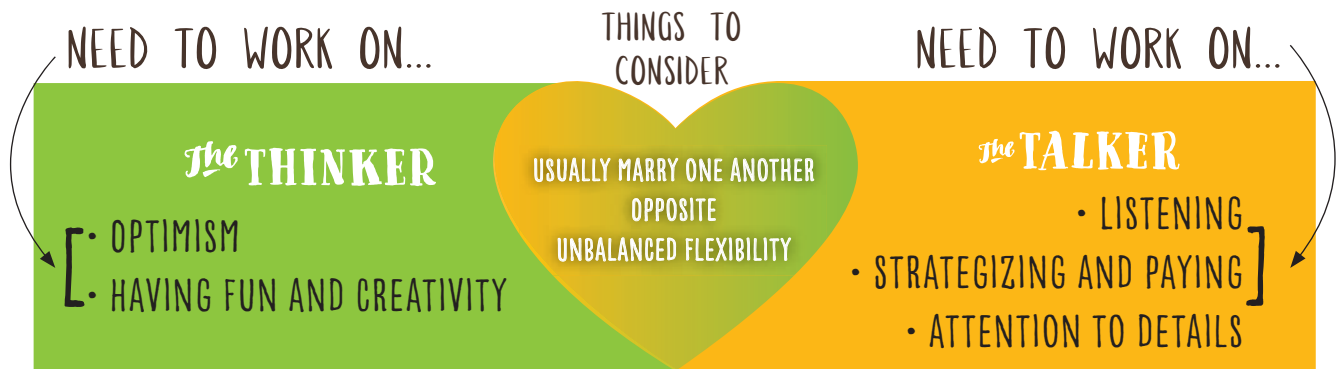 NEED TO WORK ON...
THINGS TO
CONSIDER
NEED TO WORK ON...
The THINKER
• OPTIMISM
• HAVING FUN AND CREATIVITY
USUALLY MARRY ONE ANOTHER
OPPOSITE
UNBALANCED FLEXIBILITY
The TALKER
• LISTENING
• STRATEGIZING AND PAYING
• ATTENTION TO DETAILS